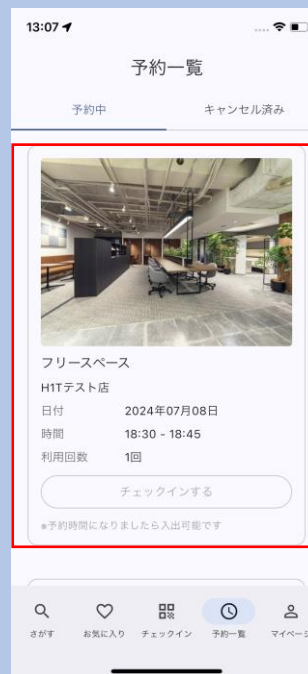 13:07
予約一覧
予約中 キャンセル済み
フリースペース
H1Tテスト店
日付 2024年07月08日
時間 18:30 - 18:45
利用回数 1回
チェックインする
※予約時間になりましたら入出可能です
さがす お気に入り チェックイン 予約一覧 マイページ